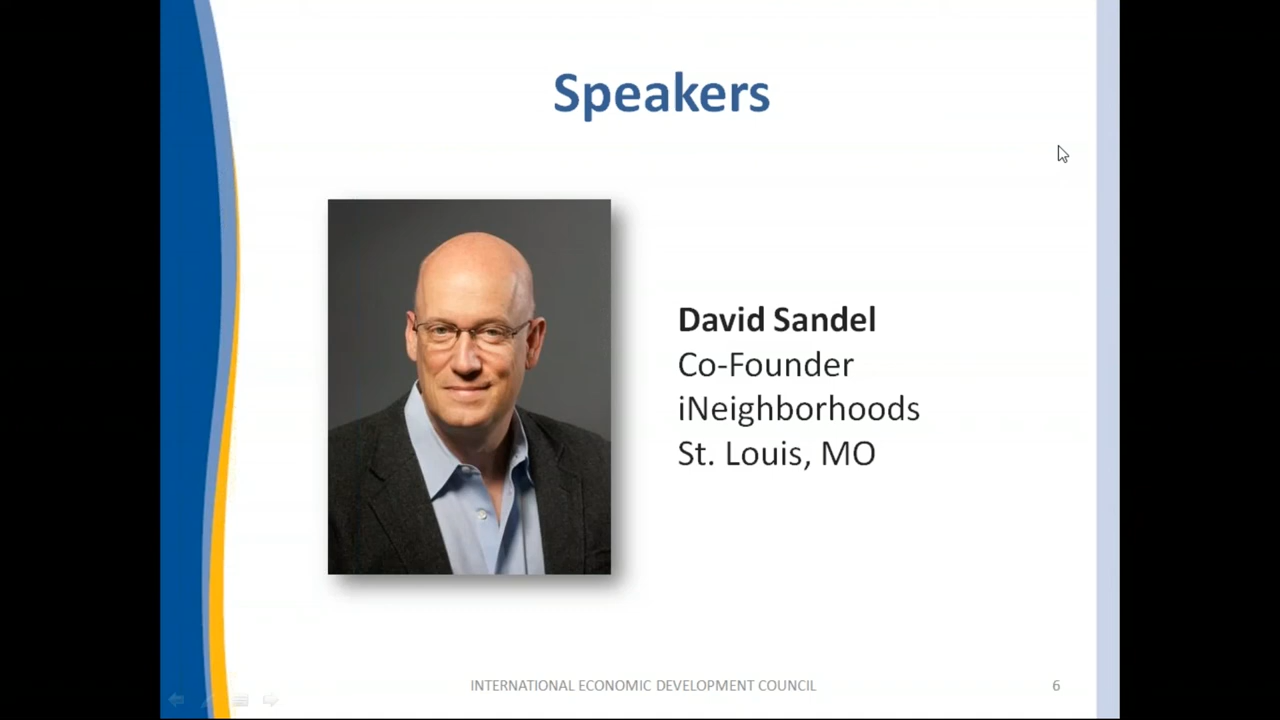 Speakers
David Sandel
Co-Founder
iNeighborhoods
St. Louis, MO
INTERNATIONAL ECONOMIC DEVELOPMENT COUNCIL
6